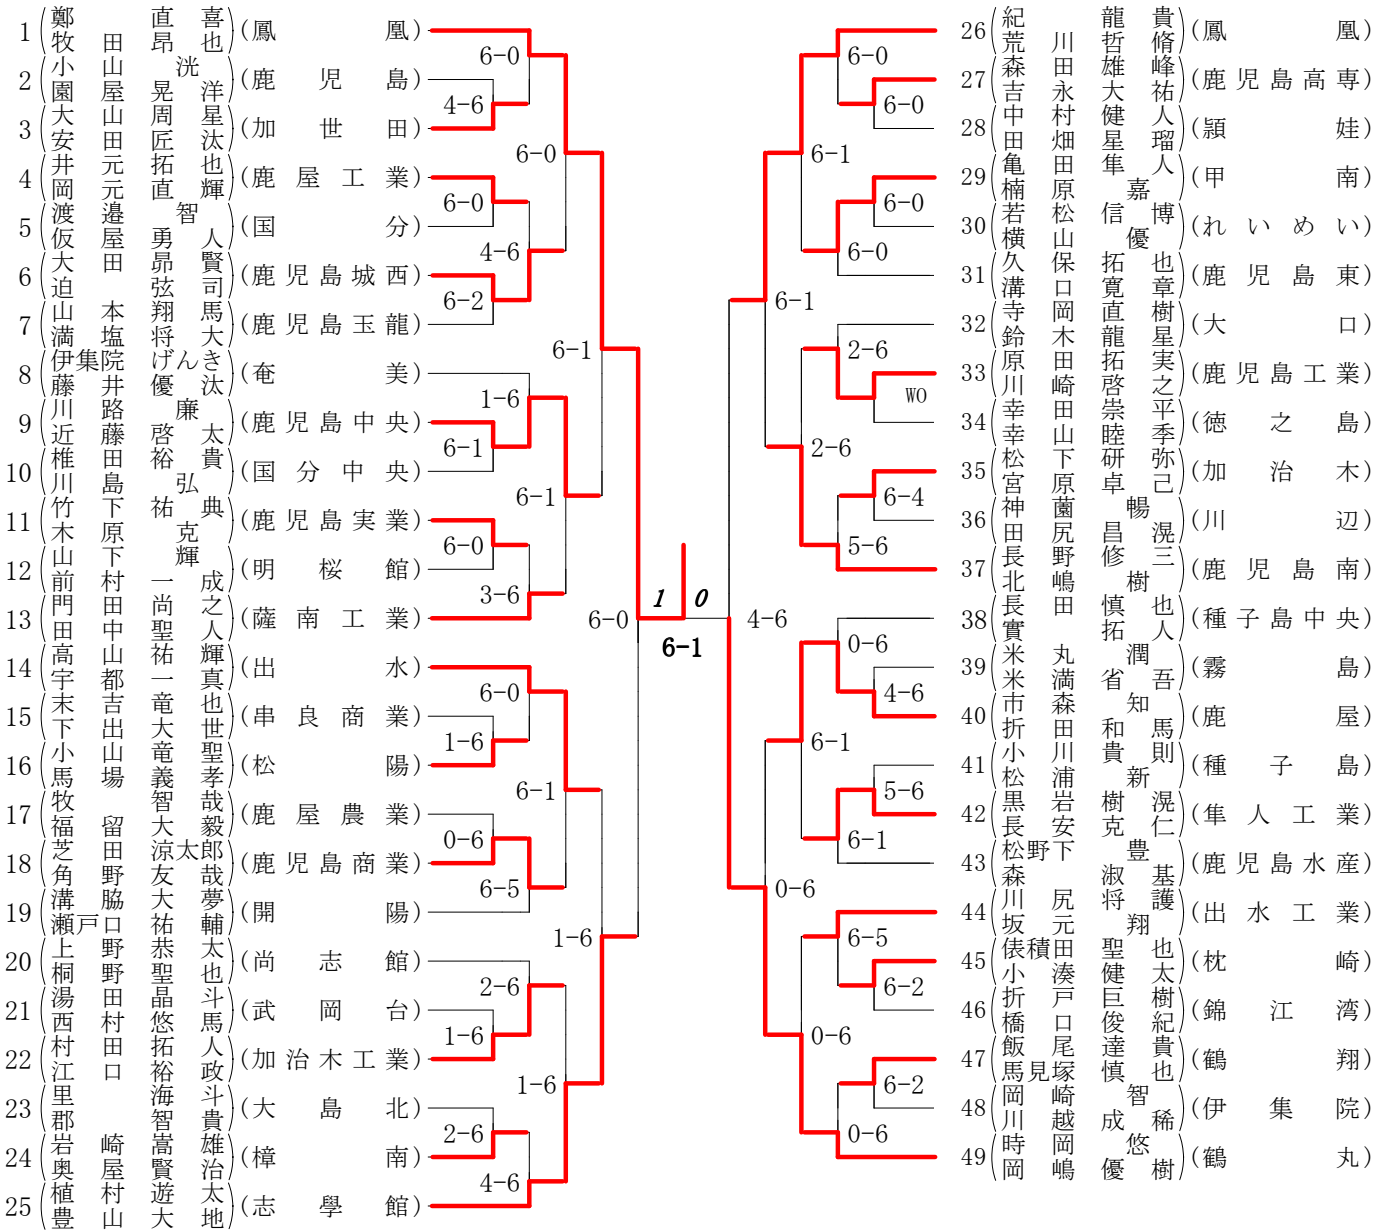 1 (鄭 直喜 牧田 昂也) (鳳凰)
2 (小山 洸 園屋 晃洋) (鹿児島)
3 (大山 周星 安田 匠汰) (加世田)
4 (井元 拓也 岡元 直輝) (鹿屋工業)
5 (渡邉 智 仮屋 勇人) (国分)
6 (大田 昴賢 迫 弦司) (鹿児島城西)
7 (山本 翔馬 満塩 将大) (鹿児島玉龍)
8 (伊集院 げんき 藤井 優汰) (奄美)
9 (川路 廉 近藤 啓太) (鹿児島中央)
10 (椎田 裕貴 川島 弘) (国分中央)
11 (竹下 祐典 木原 克) (鹿児島実業)
12 (山下 輝 前村 一成) (明桜館)
13 (門田 尚之 田中 聖人) (薩南工業)
14 (高山 祐輝 宇都 一真) (出水)
15 (末吉 竜也 下出 大世) (串良商業)
16 (小山 竜聖 馬場 義孝) (松陽)
17 (牧 智哉 福留 大毅) (鹿屋農業)
18 (芝田 涼太郎 角野 友哉) (鹿児島商業)
19 (溝脇 大夢 瀬戸口 祐輔) (開陽)
20 (上野 恭太 桐野 聖也) (尚志館)
21 (湯田 晶斗 西村 悠馬) (武岡台)
22 (村田 拓人 江口 裕政) (加治木工業)
23 (里 海斗 郡 智貴) (大島北)
24 (岩崎 嵩雄 奥屋 賢治) (樟南)
25 (植村 遊太 豊山 大地) (志學館)
6-0
4-6
6-0
6-0
4-6
6-2
6-1
1-6
6-1
6-1
6-0
3-6
6-0
6-0
1-6
6-1
0-6
6-5
1-6
2-6
1-6
1-6
2-6
4-6
1 0
6-1
26 (紀 龍貴 荒川 哲脩) (鳳凰)
27 (森田 雄峰 吉永 大祐) (鹿児島高専)
28 (中村 健人 田畑 星瑠) (頴娃)
29 (亀田 隼人 楠原 嘉) (甲南)
30 (若松 信博 横山 優) (れいめい)
31 (久保 拓也 溝口 寛章) (鹿児島東)
32 (寺岡 直樹 鈴木 龍星) (大口)
33 (原田 拓実 川崎 啓之) (鹿児島工業)
34 (幸田 崇平 幸山 睦季) (徳之島)
35 (松下 研弥 宮原 卓己) (加治木)
36 (神薗 暢 田尻 昌滉) (川辺)
37 (長野 修三 北嶋 樹) (鹿児島南)
38 (長田 慎也 實 拓人) (種子島中央)
39 (米丸 潤 米満 省吾) (霧島)
40 (市森 知 折田 和馬) (鹿屋)
41 (小川 貴則 松浦 新) (種子島)
42 (黒岩 樹滉 長安 克仁) (隼人工業)
43 (松野下 豊 森 淑基) (鹿児島水産)
44 (川尻 将護 坂元 翔) (出水工業)
45 (俵積田 聖也 小湊 健太) (枕崎)
46 (折戸 巨樹 橋口 俊紀) (錦江湾)
47 (飯尾 達貴 馬見塚 慎也) (鶴翔)
48 (岡崎 智 川越 成稀) (伊集院)
49 (時岡 悠 岡嶋 優樹) (鶴丸)
6-0
6-0
6-1
6-0
6-0
6-1
2-6
WO
2-6
6-4
5-6
4-6
0-6
4-6
6-1
5-6
6-1
0-6
6-5
6-2
0-6
6-2
0-6